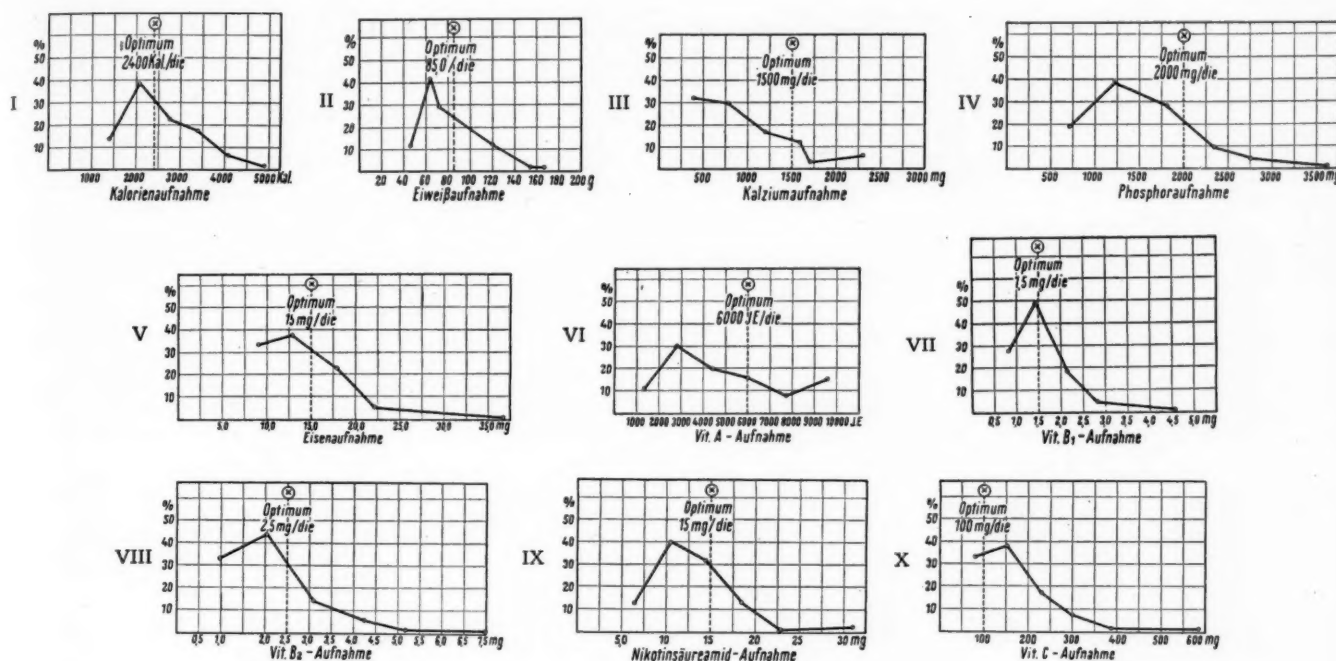 I
%
50
40
30
20
10
Optimum
2400 Kal./die
1000 2000 3000 4000 5000 Kal.
Kalorienaufnahme
II
%
50
40
30
20
10
Optimum
20 40 60 80 100 120 140 160 200 g
Eiweißaufnahme
III
%
50
40
30
20
10
Optimum
1500 mg/die
400 1000 1500 2000 2500 3000 mg
Kalziumaufnahme
IV
%
50
40
30
20
10
Optimum
2000 mg/die
500 1000 1500 2000 2500 3000 3500 mg
Phosphoraufnahme
V
%
50
40
30
20
10
Optimum
15 mg/die
5,0 10,0 15,0 20,0 25,0 30,0 35,0 mg
Eisenaufnahme
VI
%
50
40
30
20
10
Optimum
6000 JE/die
1000 2000 3000 4000 5000 6000 7000 8000 9000 10000 J.E
Vit. A - Aufnahme
VII
%
50
40
30
20
10
Optimum
1,5 mg/die
0,5 1,0 1,5 2,0 2,5 3,0 3,5 4,0 4,5 5,0 mg
Vit. B₁ - Aufnahme
VIII
%
50
40
30
20
10
Optimum
2,5 mg/die
0,5 1,0 2,0 2,5 3,0 3,5 4,0 4,5 5,0 5,5 6,0 6,5 7,5 mg
Vit. B₂ - Aufnahme
IX
%
50
40
30
20
10
Optimum
15 mg/die
5,0 10 15 20 25 30 mg
Nikotinsäureamid-Aufnahme
X
%
50
40
30
20
10
Optimum
100 mg/die
100 200 300 400 500 600 mg
Vit. C - Aufnahme